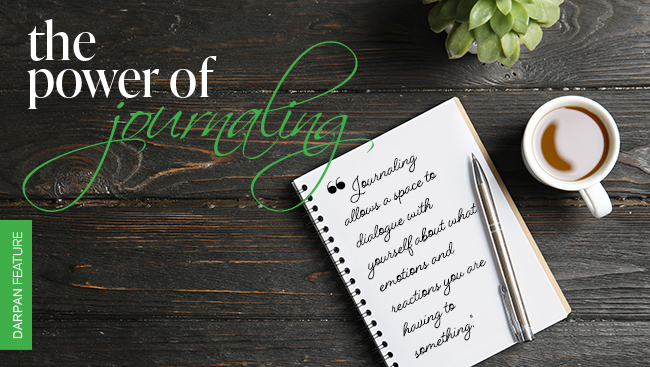 the
power of
journaling
DARPAN FEATURE
“ Journaling
allows a space to
dialogue with
yourself about what
emotions and
reactions you are
having to
something."